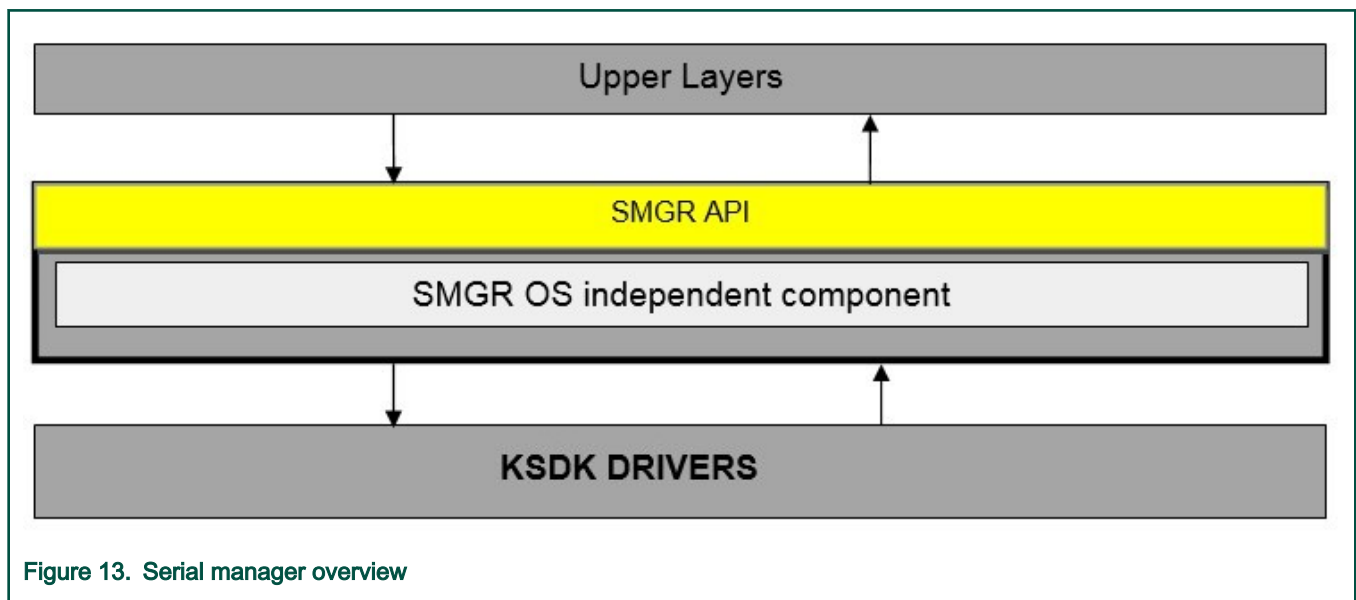 Upper Layers
SMGR API
SMGR OS independent component
KSDK DRIVERS
Figure 13. Serial manager overview